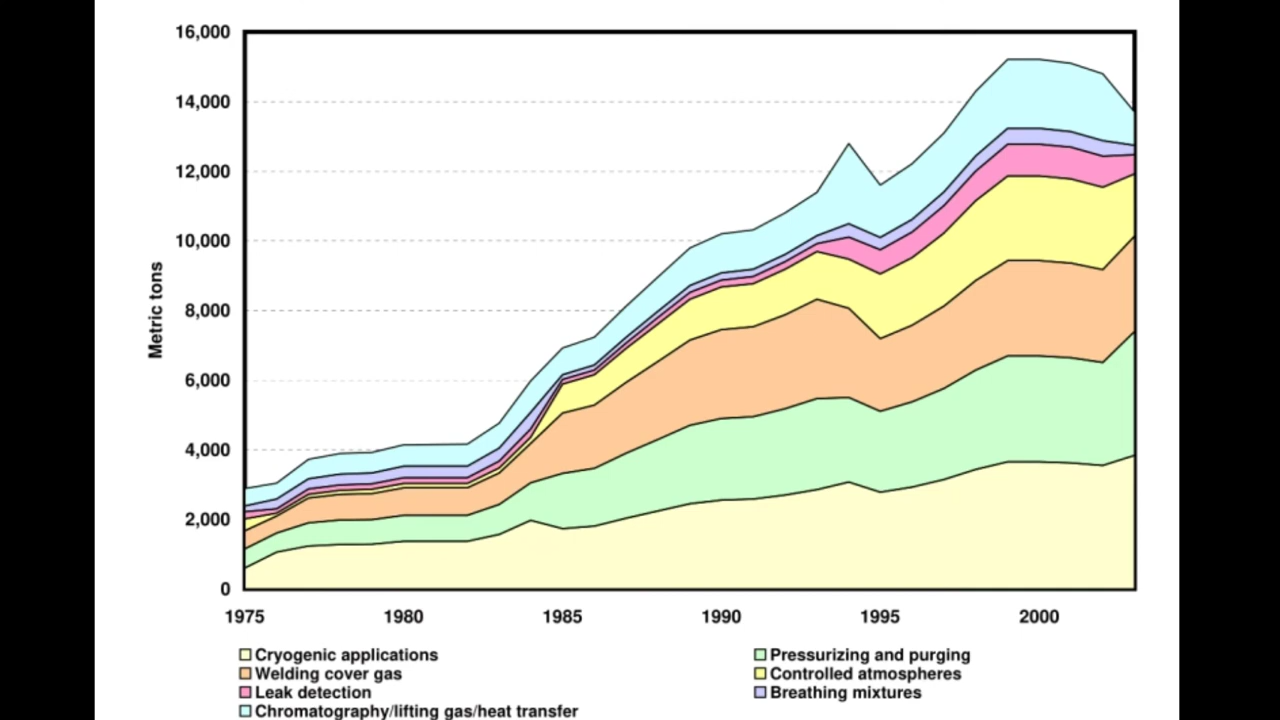 16,000
14,000
12,000
10,000
8,000
6,000
4,000
2,000
0
Metric tons
1975 1980 1985 1990 1995 2000
Cryogenic applications Pressurizing and purging
Welding cover gas Controlled atmospheres
Leak detection Breathing mixtures
Chromatography/lifting gas/heat transfer